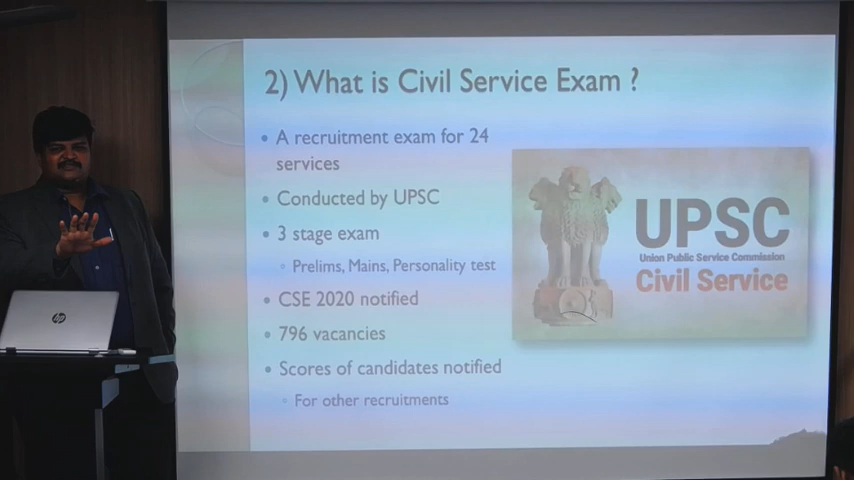 2) What is Civil Service Exam ?
• A recruitment exam for 24
services
• Conducted by UPSC
• 3 stage exam
◦ Prelims, Mains, Personality test
• CSE 2020 notified
• 796 vacancies
• Scores of candidates notified
◦ For other recruitments
UPSC
Union Public Service Commission
Civil Service
hp